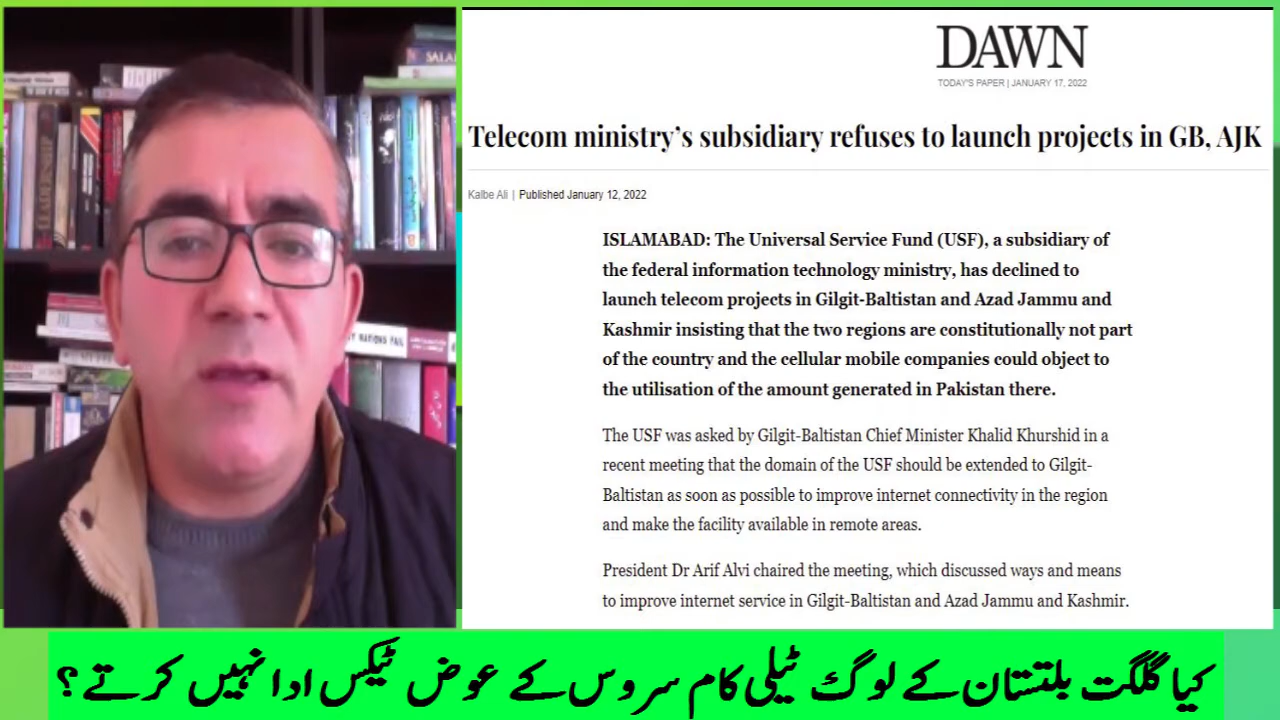 SALA
LEADERSHIP
Y NATIONS FAIL
DAWN
TODAY'S PAPER | JANUARY 17, 2022
Telecom ministry's subsidiary refuses to launch projects in GB, AJK
Kalbe Ali | Published January 12, 2022
ISLAMABAD: The Universal Service Fund (USF), a subsidiary of
the federal information technology ministry, has declined to
launch telecom projects in Gilgit-Baltistan and Azad Jammu and
Kashmir insisting that the two regions are constitutionally not part
of the country and the cellular mobile companies could object to
the utilisation of the amount generated in Pakistan there.
The USF was asked by Gilgit-Baltistan Chief Minister Khalid Khurshid in a
recent meeting that the domain of the USF should be extended to Gilgit-
Baltistan as soon as possible to improve internet connectivity in the region
and make the facility available in remote areas.
President Dr Arif Alvi chaired the meeting, which discussed ways and means
to improve internet service in Gilgit-Baltistan and Azad Jammu and Kashmir.
کیا گلگت بلتستان کے لوگ ٹیلی کام سروس کے عوض ٹیکس ادا نہیں کرتے؟